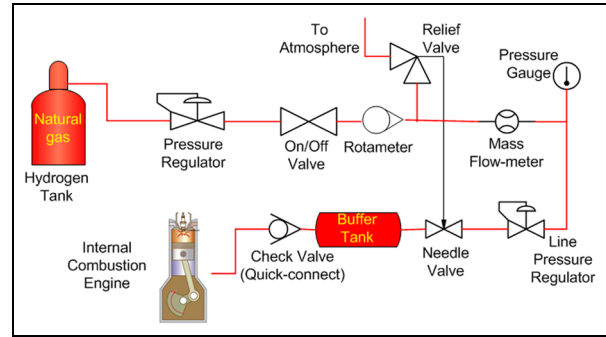 To
Atmosphere
Relief
Valve
Pressure
Gauge
Natural
gas
Hydrogen
Tank
Pressure
Regulator
On/Off
Valve
Rotameter
Mass
Flow-meter
Internal
Combustion
Engine
Check Valve
(Quick-connect)
Buffer
Tank
Needle
Valve
Line
Pressure
Regulator